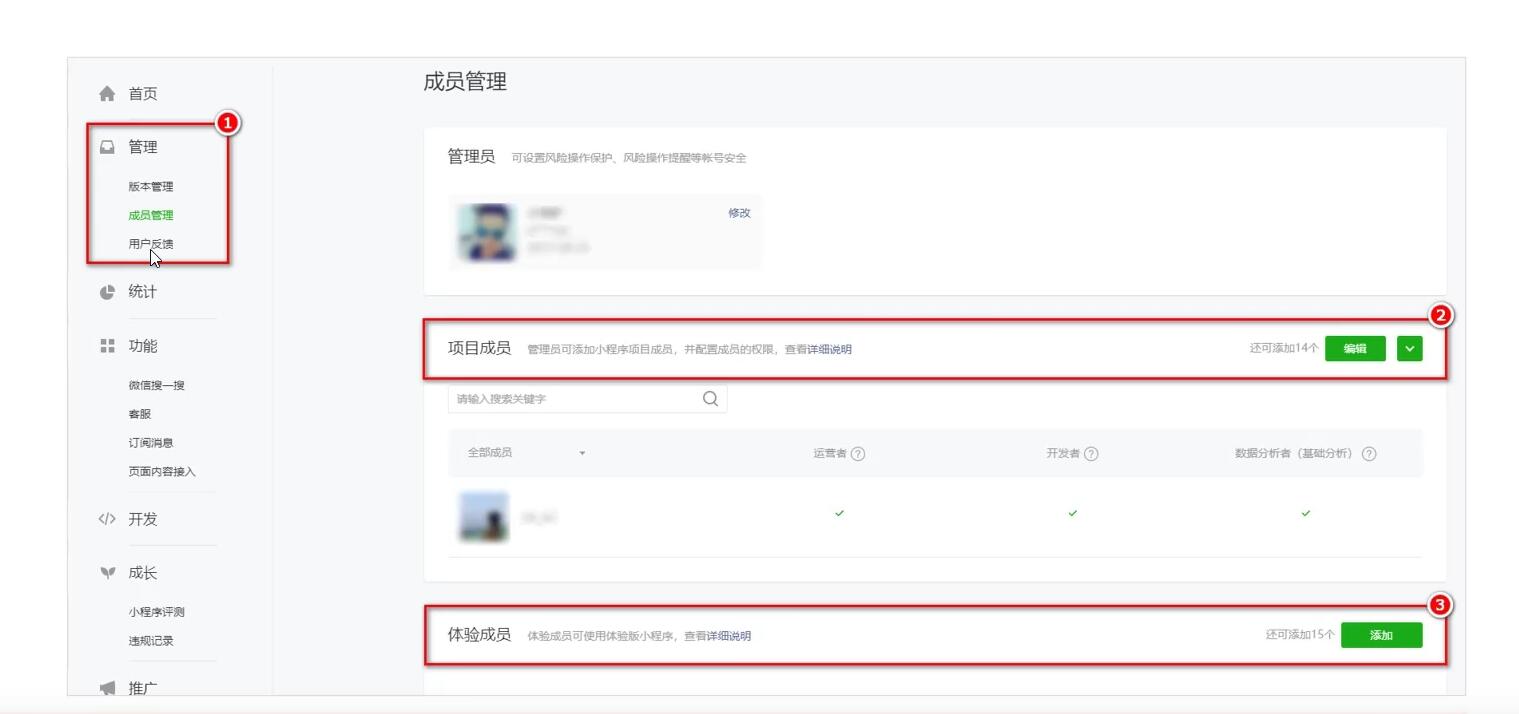 成员管理
首页
1
管理
版本管理
成员管理
用户反馈
统计
功能
微信搜一搜
客服
订阅消息
页面内容接入
开发
成长
小程序评测
违规记录
推广
管理员 可设置风险操作保护、风险操作提醒等帐号安全
修改
2
项目成员 管理员可添加小程序项目成员，并配置成员的权限，查看详细说明 还可添加14个 编辑
请输入搜索关键字
全部成员 运营者 ? 开发者 ? 数据分析者（基础分析） ?
3
体验成员 体验成员可使用体验版小程序，查看详细说明 还可添加15个 添加